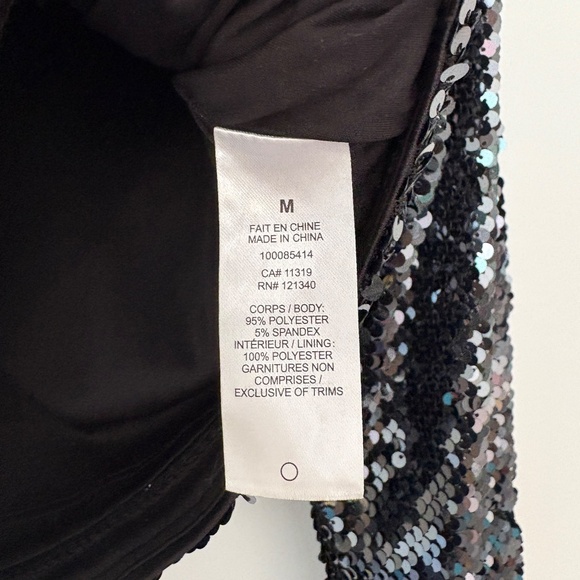 M
FAIT EN CHINE
MADE IN CHINA
100085414
CA# 11319
RN# 121340
CORPS / BODY:
95% POLYESTER
5% SPANDEX
INTÉRIEUR / LINING:
100% POLYESTER
GARNITURES NON
COMPRISES /
EXCLUSIVE OF TRIMS